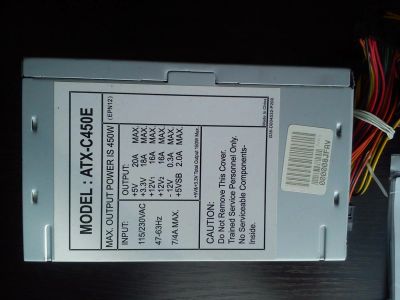 MODEL : ATX-C450E
MAX. OUTPUT POWER IS 450W (EPN12)
INPUT:
115/230VAC
47-63Hz
7/4A MAX.
OUTPUT:
+5V 20A MAX.
+3.3V 18A MAX.
+12V1 16A MAX.
+12V2 16A MAX.
- 12V 0.3A MAX.
+5VSB 2.0A MAX.
CAUTION:
Do Not Remove This Cover.
Trained Service Personnel Only.
No Serviceable Components-
Inside.
Made in China